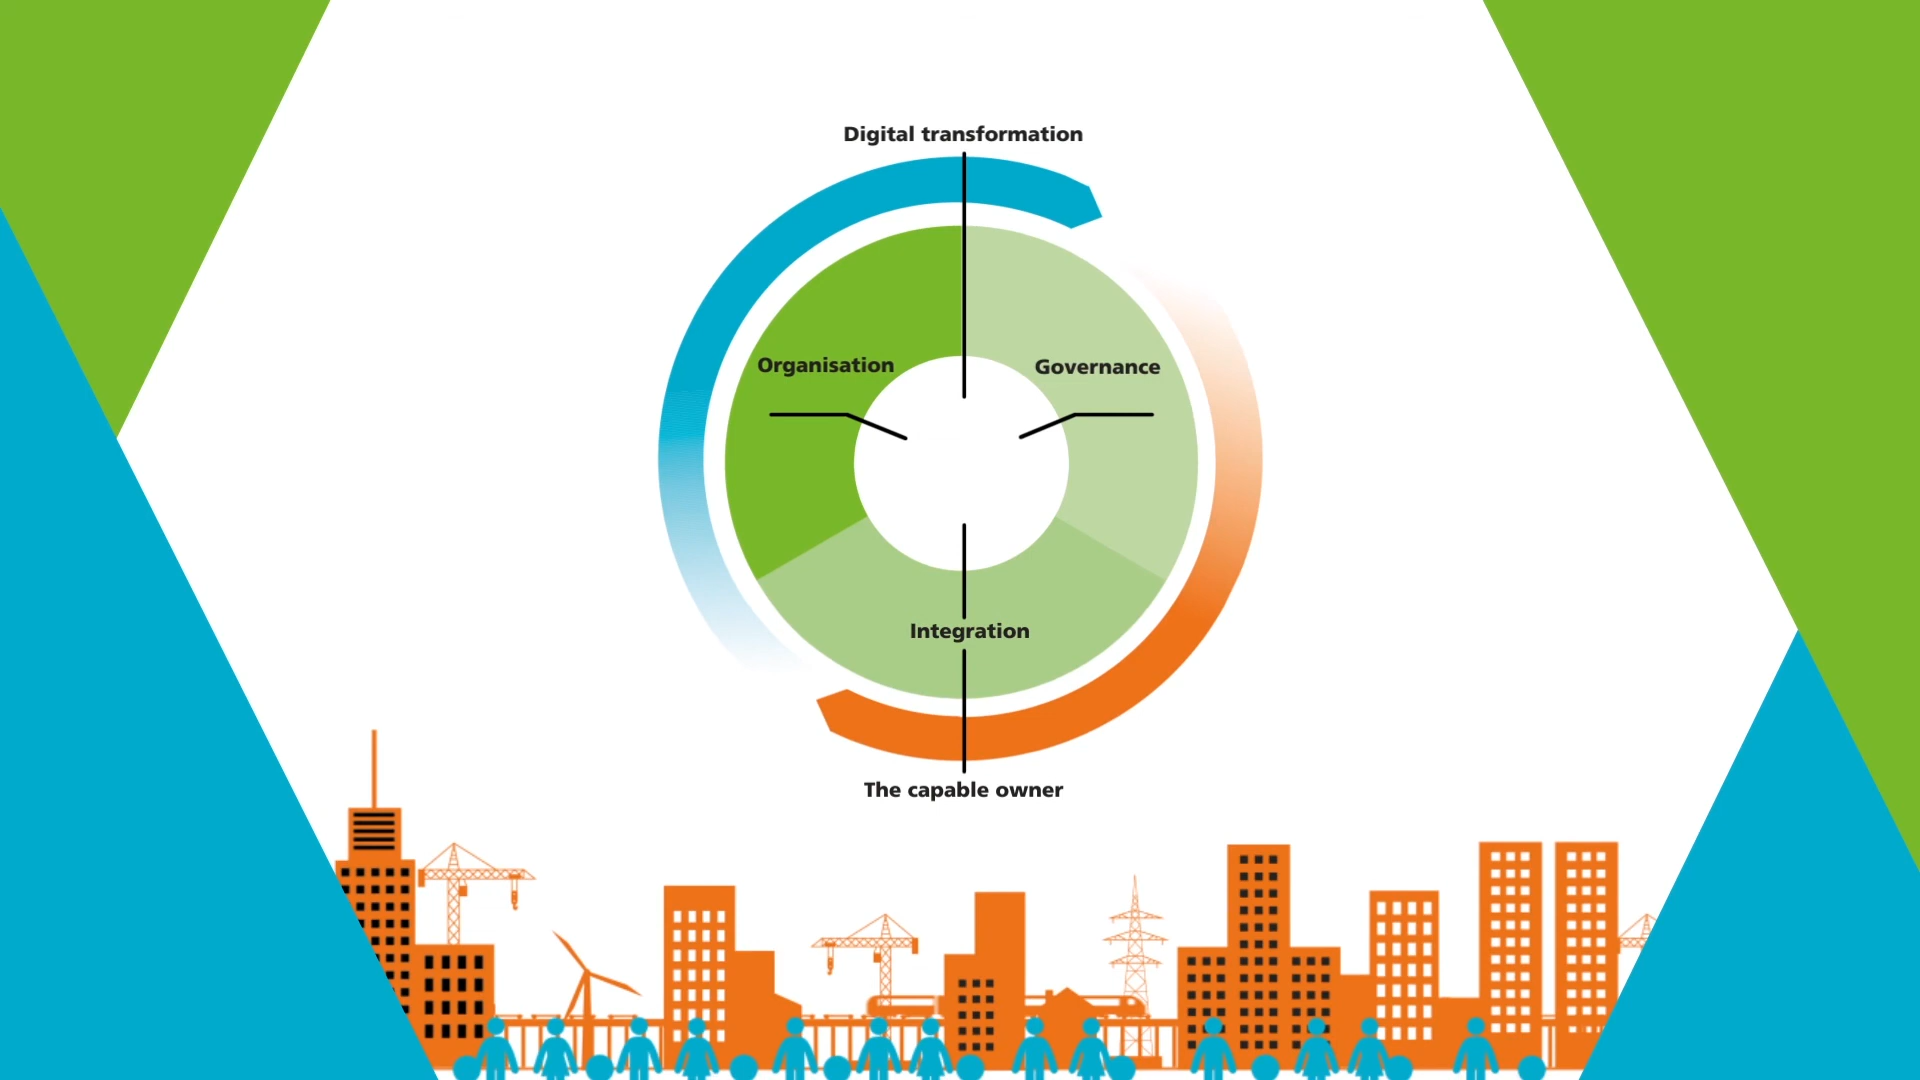 Digital transformation
Organisation
Governance
Integration
The capable owner